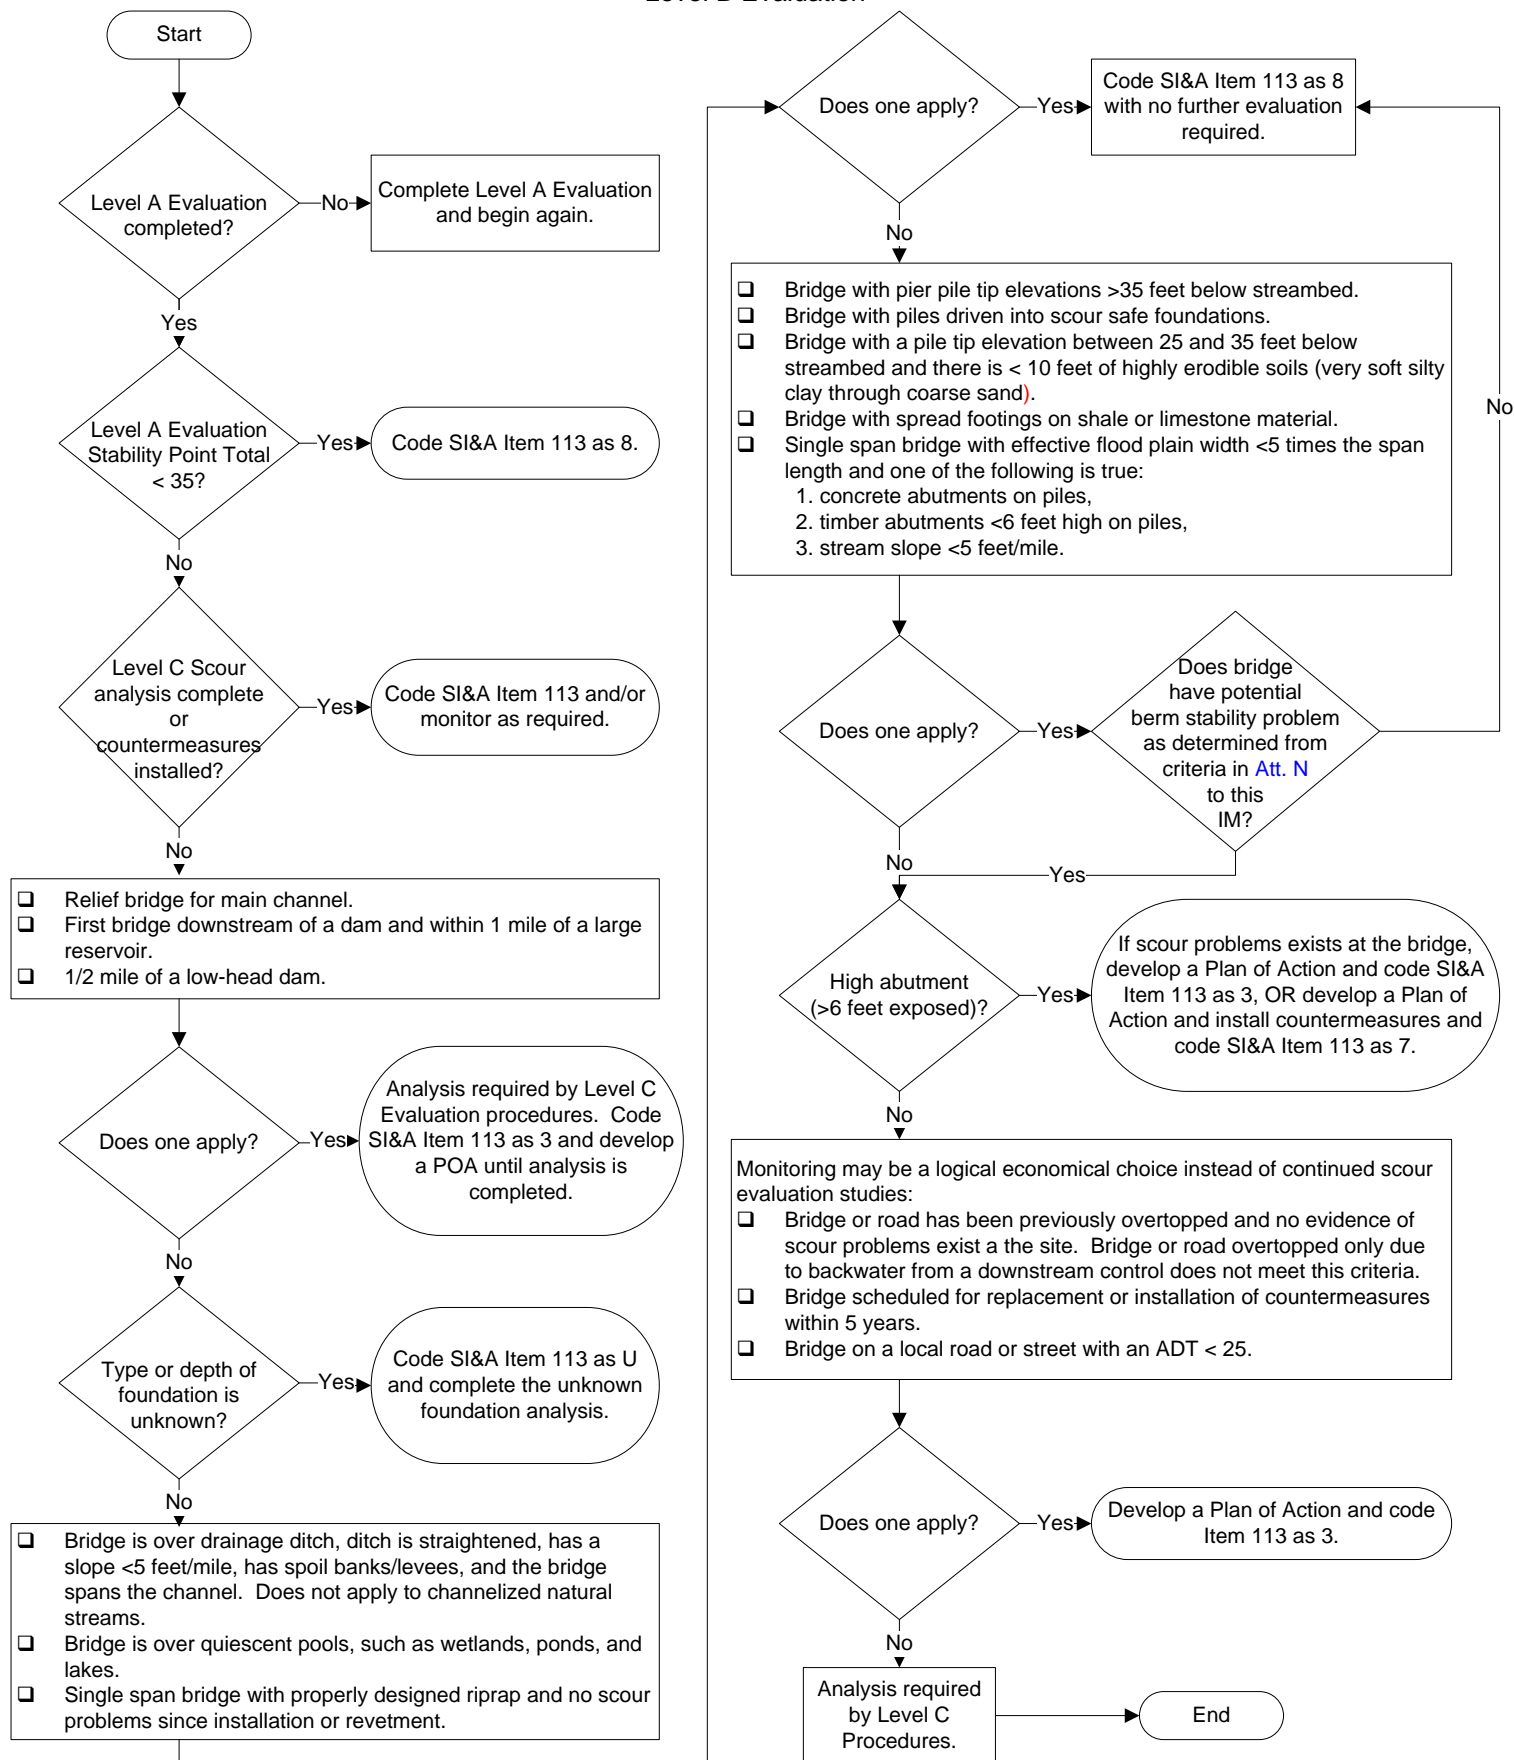 Level B Evaluation
Start
Level A Evaluation
completed?
No
Complete Level A Evaluation
and begin again.
Yes
Level A Evaluation
Stability Point Total
< 35?
Yes
Code SI&A Item 113 as 8.
No
Level C Scour
analysis complete
or
countermeasures
installed?
Yes
Code SI&A Item 113 and/or
monitor as required.
No
❑ Relief bridge for main channel.
❑ First bridge downstream of a dam and within 1 mile of a large
reservoir.
❑ 1/2 mile of a low-head dam.
Does one apply?
Yes
Analysis required by Level C
Evaluation procedures. Code
SI&A Item 113 as 3 and develop
a POA until analysis is
completed.
No
Type or depth of
foundation is
unknown?
Yes
Code SI&A Item 113 as U
and complete the unknown
foundation analysis.
No
❑ Bridge is over drainage ditch, ditch is straightened, has a
slope <5 feet/mile, has spoil banks/levees, and the bridge
spans the channel. Does not apply to channelized natural
streams.
❑ Bridge is over quiescent pools, such as wetlands, ponds, and
lakes.
❑ Single span bridge with properly designed riprap and no scour
problems since installation or revetment.
Does one apply?
Yes
Code SI&A Item 113 as 8
with no further evaluation
required.
No
❑ Bridge with pier pile tip elevations >35 feet below streambed.
❑ Bridge with piles driven into scour safe foundations.
❑ Bridge with a pile tip elevation between 25 and 35 feet below
streambed and there is < 10 feet of highly erodible soils (very soft silty
clay through coarse sand).
❑ Bridge with spread footings on shale or limestone material.
❑ Single span bridge with effective flood plain width <5 times the span
length and one of the following is true:
1. concrete abutments on piles,
2. timber abutments <6 feet high on piles,
3. stream slope <5 feet/mile.
No
Does one apply?
Yes
Does bridge
have potential
berm stability problem
as determined from
criteria in Att. N
to this
IM?
No
Yes
High abutment
(>6 feet exposed)?
Yes
If scour problems exists at the bridge,
develop a Plan of Action and code SI&A
Item 113 as 3, OR develop a Plan of
Action and install countermeasures and
code SI&A Item 113 as 7.
No
Monitoring may be a logical economical choice instead of continued scour
evaluation studies:
❑ Bridge or road has been previously overtopped and no evidence of
scour problems exist a the site. Bridge or road overtopped only due
to backwater from a downstream control does not meet this criteria.
❑ Bridge scheduled for replacement or installation of countermeasures
within 5 years.
❑ Bridge on a local road or street with an ADT < 25.
Does one apply?
Yes
Develop a Plan of Action and code
Item 113 as 3.
No
Analysis required
by Level C
Procedures.
End